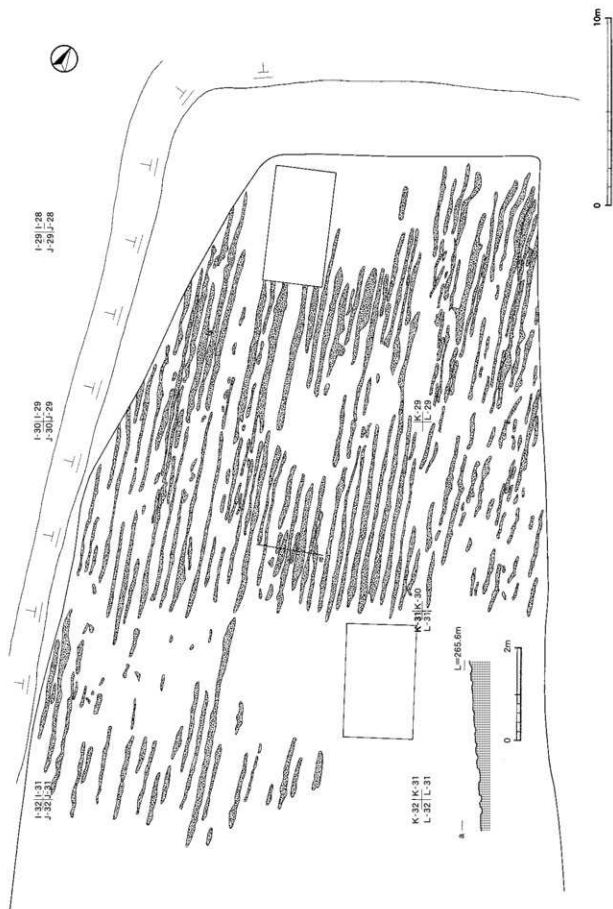 10m
0
I-29 I-28
J-29 J-28
I-30 I-29
J-30 J-29
K-29
L-29
K-31 K-30
L-31
L=265.6m
2m
0
I-32 I-31
J-32 J-31
K-32 K-31
L-32 L-31
a